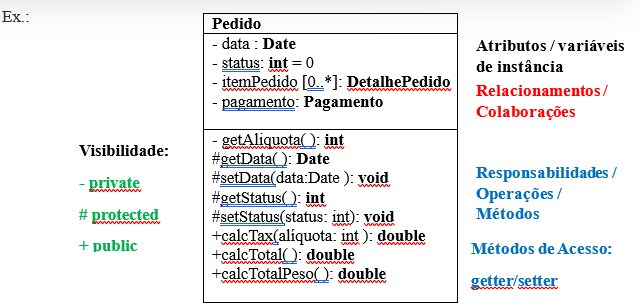 Ex.:
Pedido
- data : Date
- status: int = 0
- itemPedido [0..*]: DetalhePedido
- pagamento: Pagamento
- getAliquota( ): int
#getData( ): Date
#setData(data:Date ): void
#getStatus( ): int
#setStatus(status: int): void
+calcTax(alíquota: int ): double
+calcTotal( ): double
+calcTotalPeso( ): double
Visibilidade:
- private
# protected
+ public
Atributos / variáveis
de instância
Relacionamentos /
Colaborações
Responsabilidades /
Operações /
Métodos
Métodos de Acesso:
getter/setter